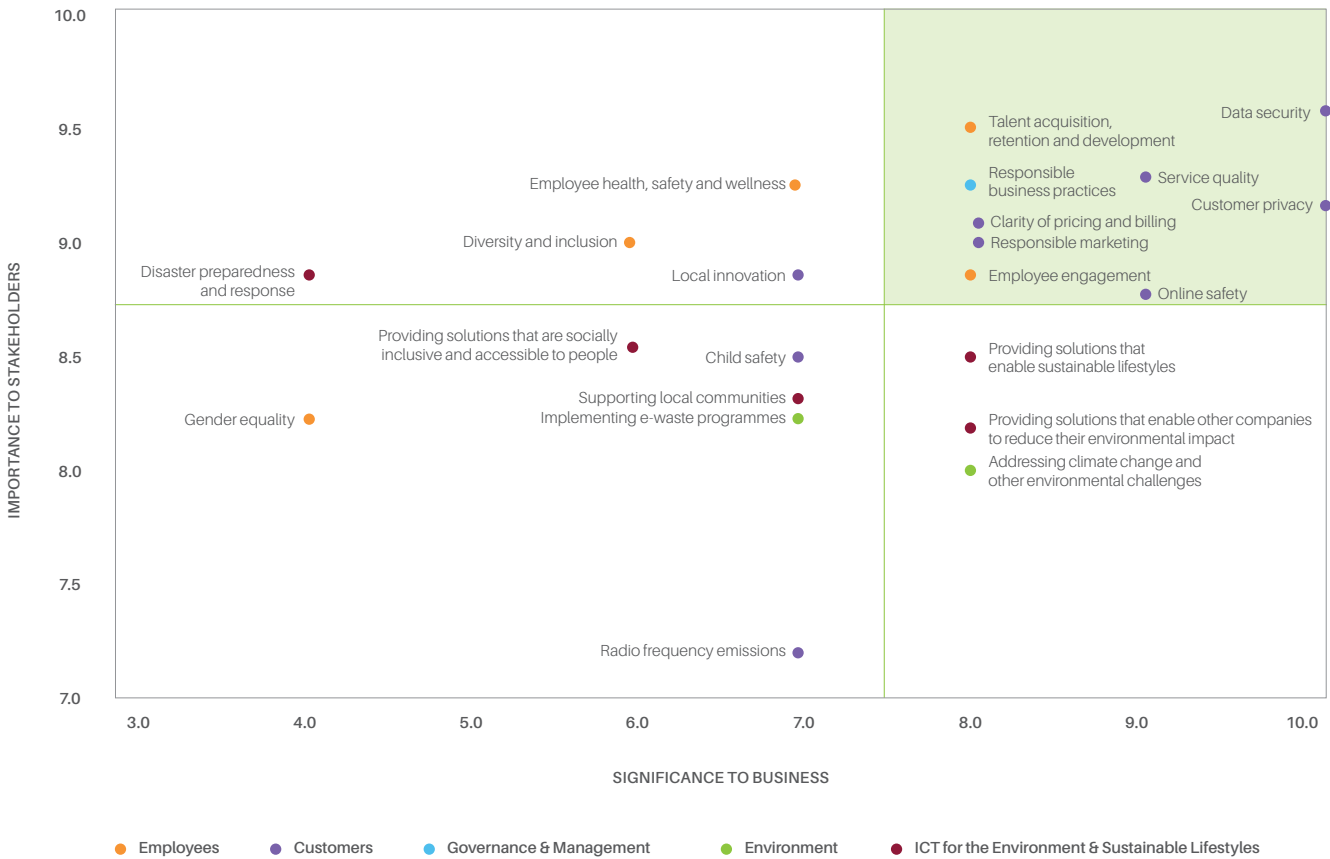 10.0
9.5
9.0
8.5
8.0
7.5
7.0
IMPORTANCE TO STAKEHOLDERS
Data security
Talent acquisition,
retention and development
Responsible
business practices
Service quality
Employee health, safety and wellness
Customer privacy
Clarity of pricing and billing
Diversity and inclusion
Responsible marketing
Disaster preparedness
and response
Local innovation
Employee engagement
Online safety
Providing solutions that are socially
inclusive and accessible to people
Child safety
Providing solutions that
enable sustainable lifestyles
Supporting local communities
Implementing e-waste programmes
Gender equality
Providing solutions that enable other companies
to reduce their environmental impact
Addressing climate change and
other environmental challenges
Radio frequency emissions
3.0 4.0 5.0 6.0 7.0 8.0 9.0 10.0
SIGNIFICANCE TO BUSINESS
Employees Customers Governance & Management Environment ICT for the Environment & Sustainable Lifestyles